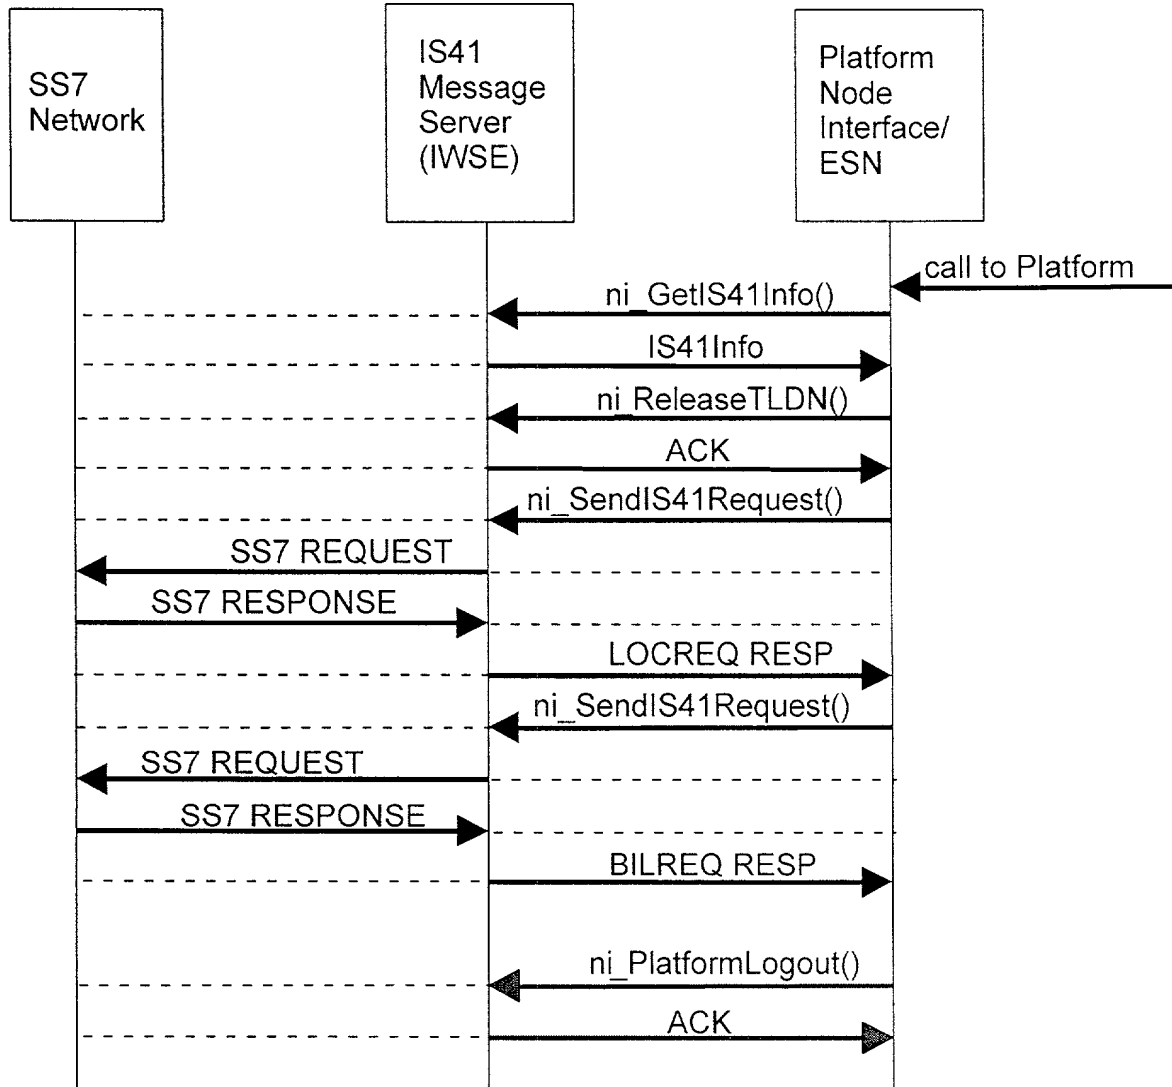 SS7
Network
IS41
Message
Server
(IWSE)
Platform
Node
Interface/
ESN
call to Platform
ni_GetIS41Info()
IS41Info
ni_ReleaseTLDN()
ACK
ni_SendIS41Request()
SS7 REQUEST
SS7 RESPONSE
LOCREQ RESP
ni_SendIS41Request()
SS7 REQUEST
SS7 RESPONSE
BILREQ RESP
ni_PlatformLogout()
ACK